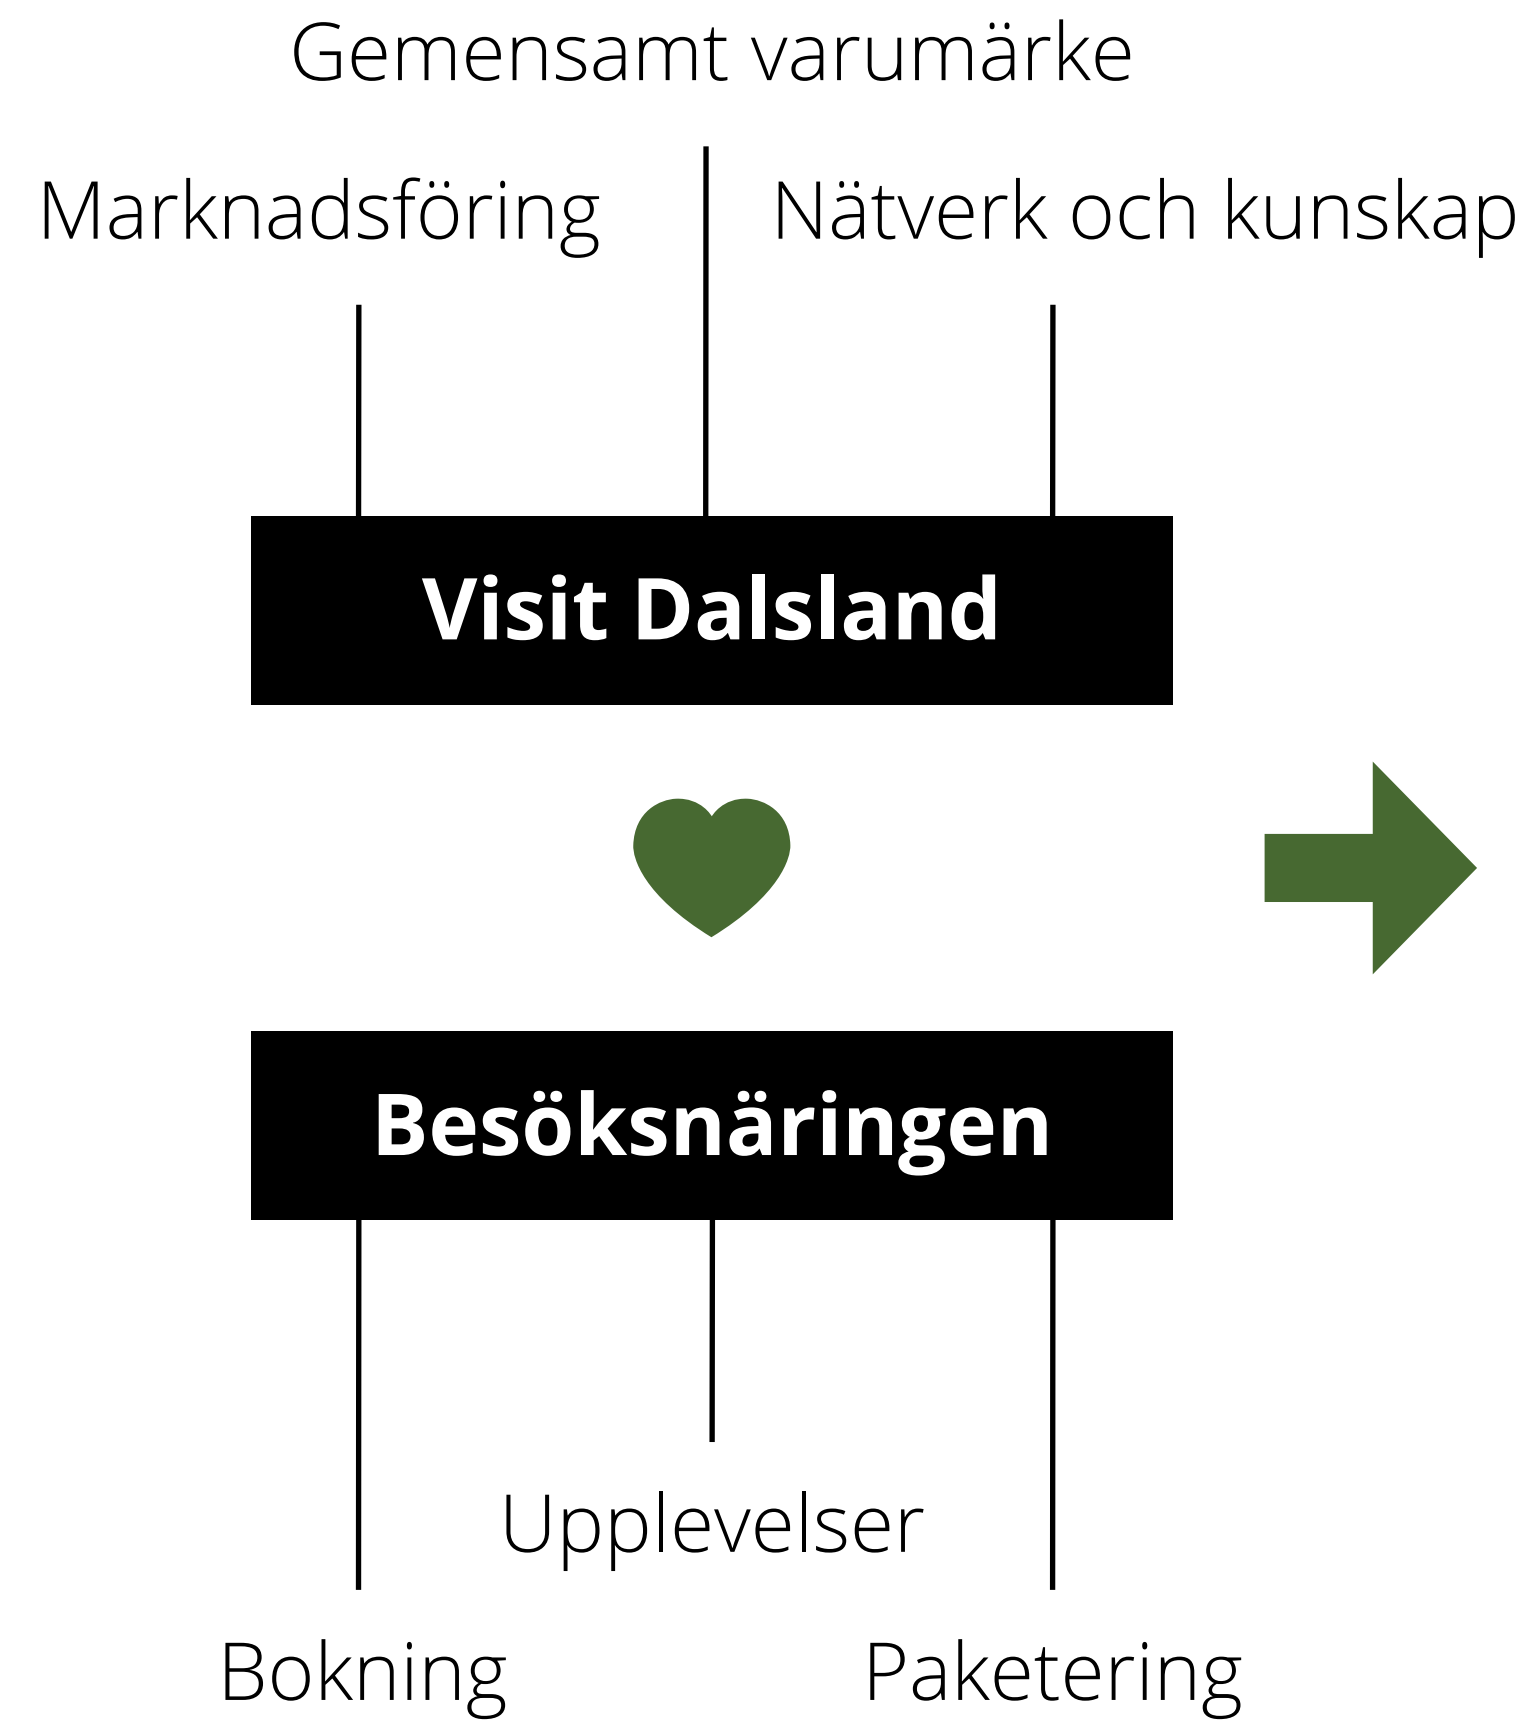 Gemensamt varumärke
Marknadsföring
Nätverk och kunskap
Visit Dalsland
Besöksnäringen
Upplevelser
Bokning
Paketering